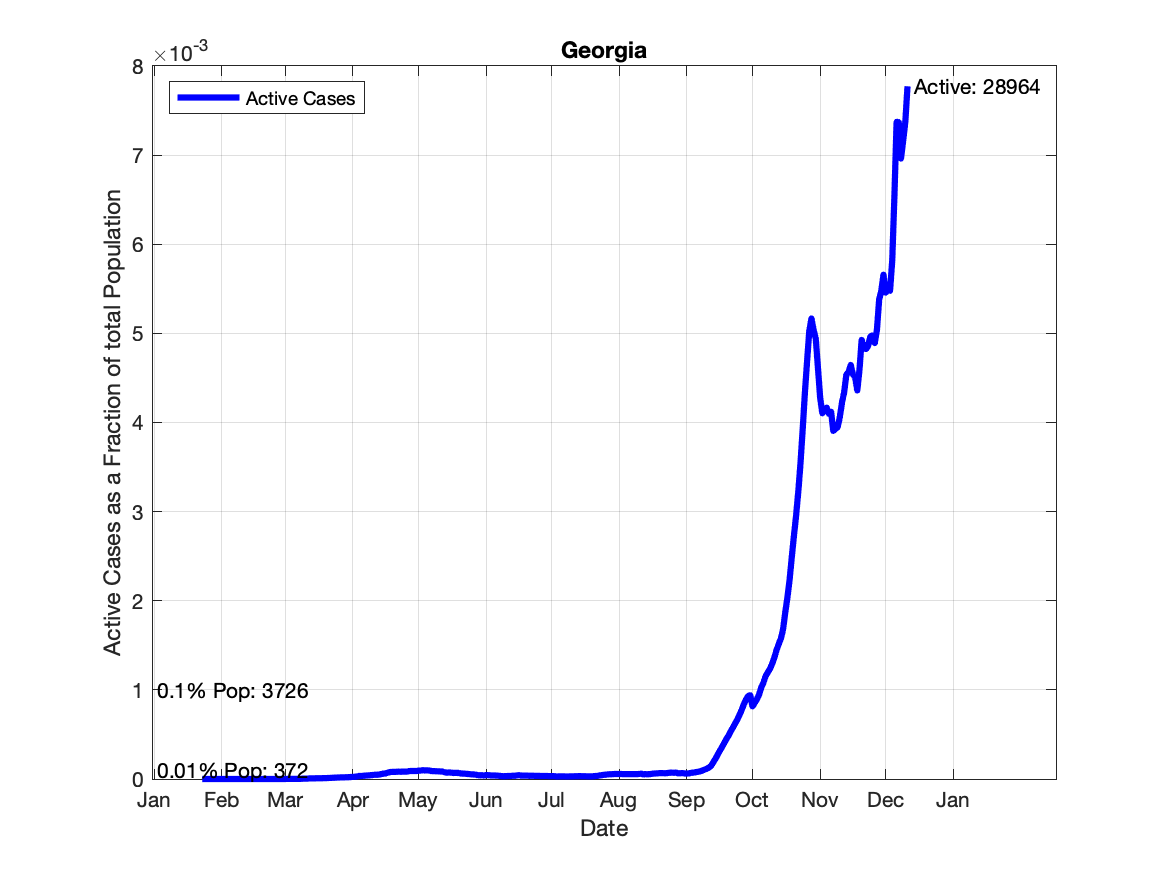 Georgia
×10-3
8
Active Cases
Active: 28964
7
6
5
4
3
2
1
0.1% Pop: 3726
0.01% Pop: 372
0
Active Cases as a Fraction of total Population
Jan Feb Mar Apr May Jun Jul Aug Sep Oct Nov Dec Jan
Date